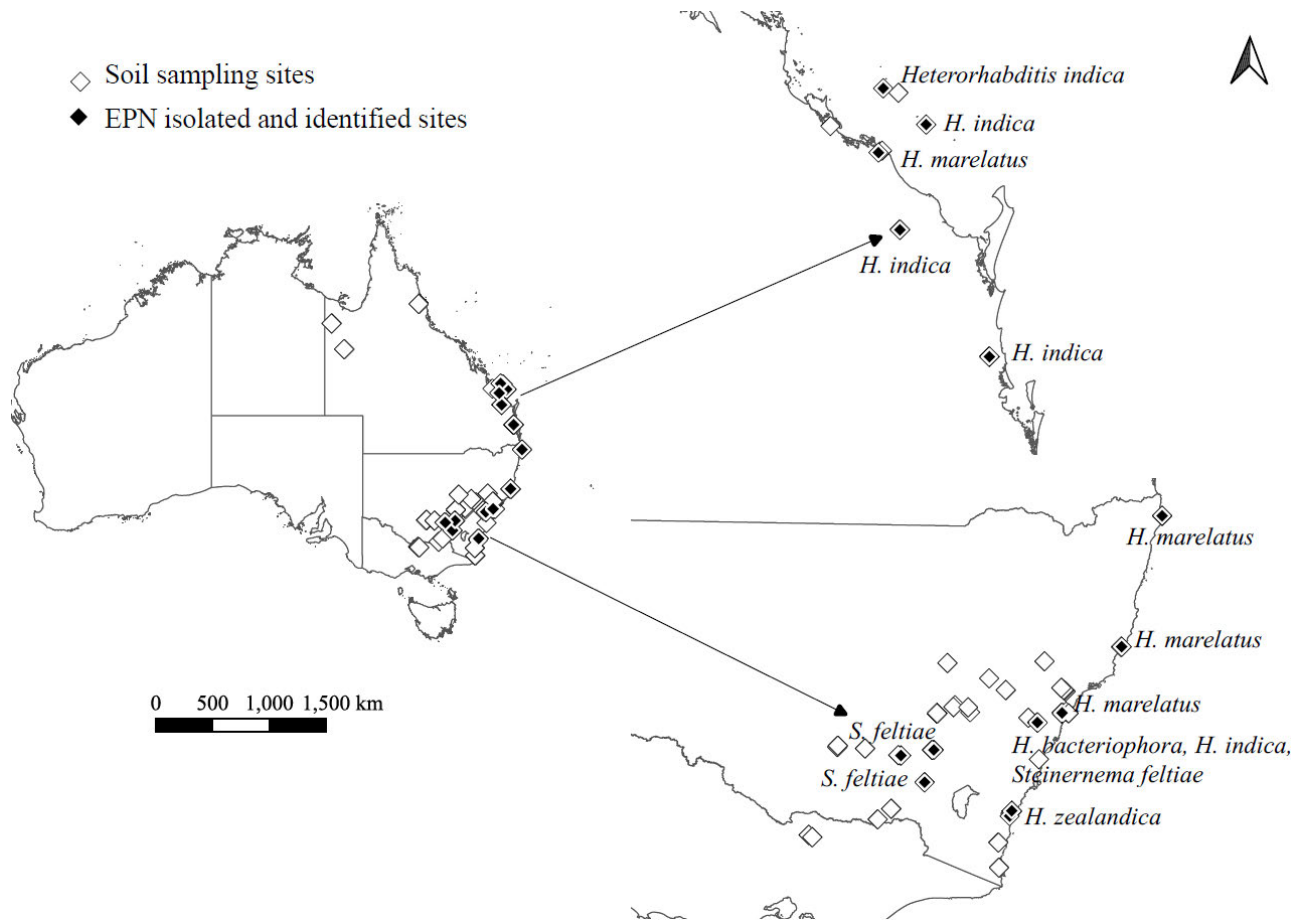 Soil sampling sites
EPN isolated and identified sites
0 500 1,000 1,500 km
Heterorhabditis indica
H. indica
H. marelatus
H. indica
H. indica
H. marelatus
H. marelatus
H. marelatus
S. feltiae
H. bacteriophora, H. indica,
Steinernema feltiae
S. feltiae
H. zealandica